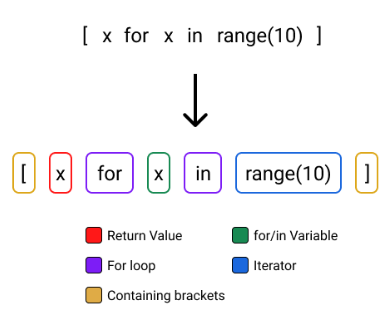 [ x for x in range(10) ]
[ x for x in range(10) ]
Return Value for/in Variable
For loop Iterator
Containing brackets